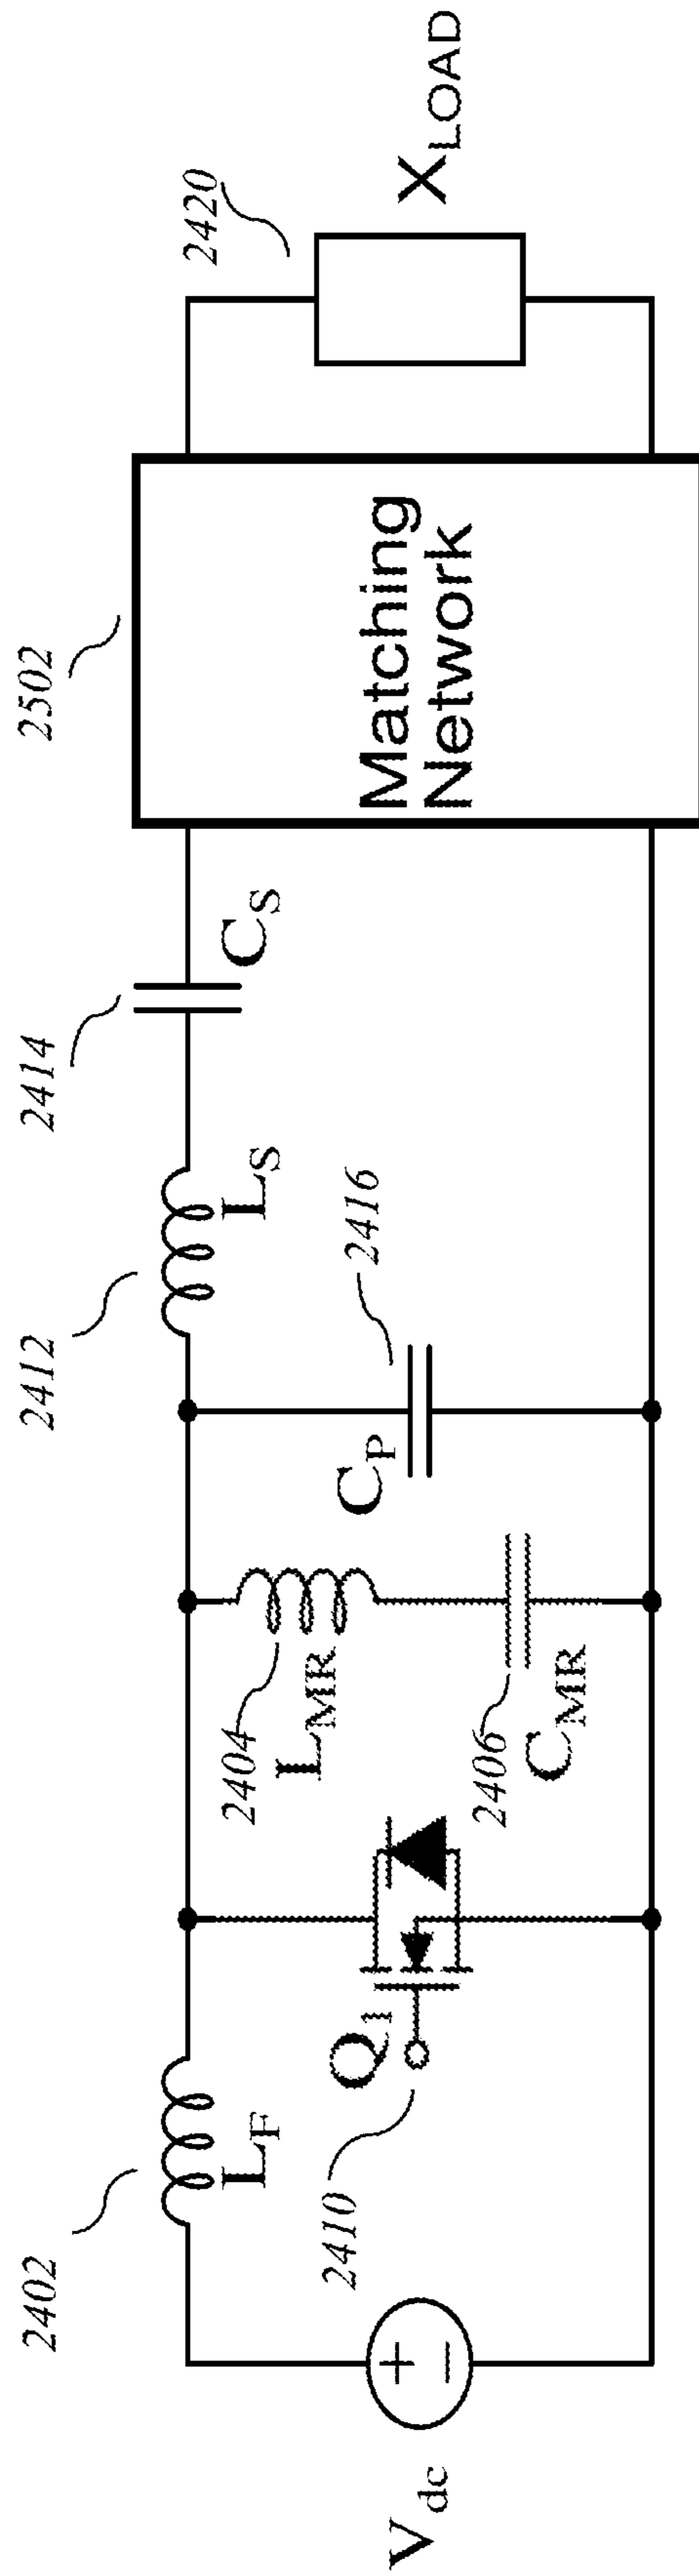 V_dc
+
−
2402
L_F
2410
Q_1
2404
L_MR
2406
C_MR
C_P
2416
2412
L_S
2414
C_S
2502
Matching
Network
2420
X_LOAD